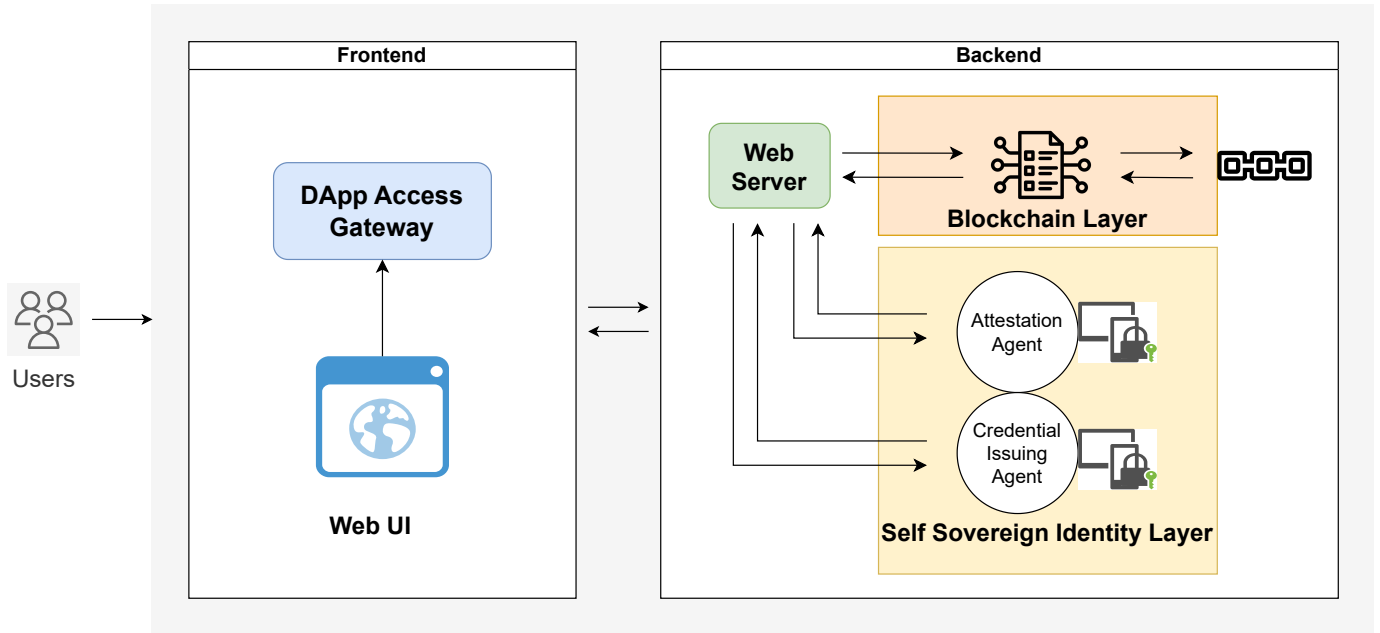 Frontend
Backend
DApp Access
Gateway
Web UI
Users
Web
Server
Blockchain Layer
Attestation
Agent
Credential
Issuing
Agent
Self Sovereign Identity Layer